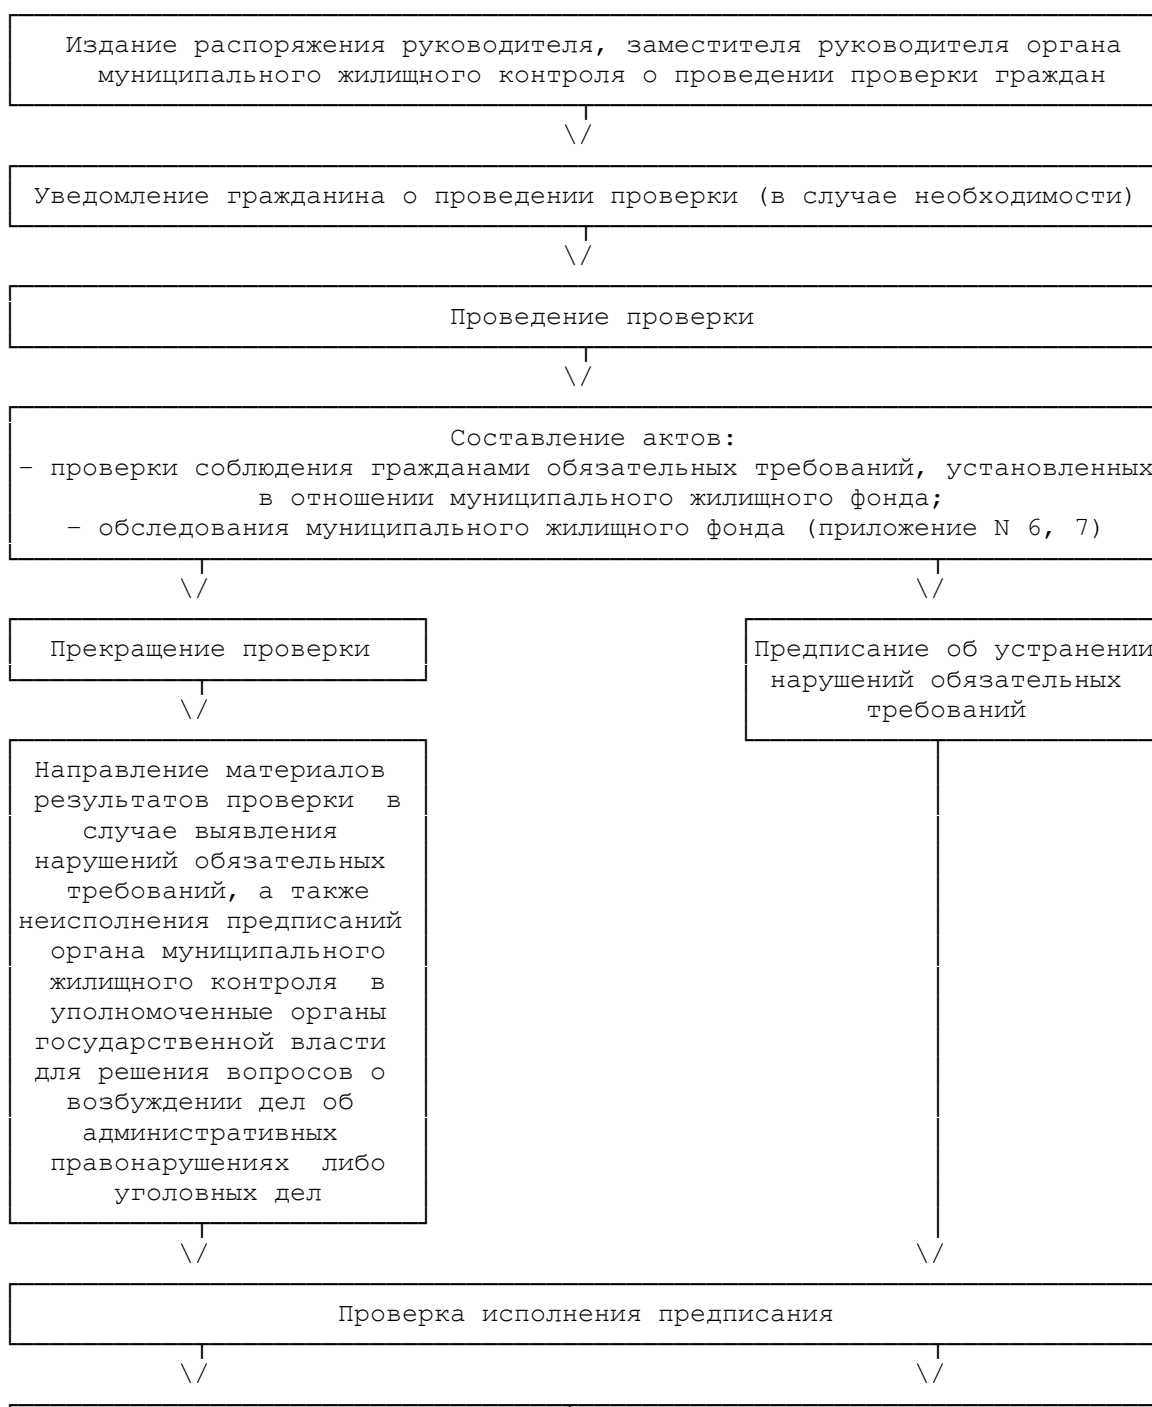 Издание распоряжения руководителя, заместителя руководителя органа
муниципального жилищного контроля о проведении проверки граждан
\/
Уведомление гражданина о проведении проверки (в случае необходимости)
\/
Проведение проверки
\/
Составление актов:
- проверки соблюдения гражданами обязательных требований, установленных
в отношении муниципального жилищного фонда;
- обследования муниципального жилищного фонда (приложение N 6, 7)
\/ \/
Прекращение проверки
\/
Предписание об устранении
нарушений обязательных
требований
Направление материалов
результатов проверки в
случае выявления
нарушений обязательных
требований, а также
неисполнения предписаний
органа муниципального
жилищного контроля в
уполномоченные органы
государственной власти
для решения вопросов о
возбуждении дел об
административных
правонарушениях либо
уголовных дел
\/ \/
Проверка исполнения предписания
\/ \/